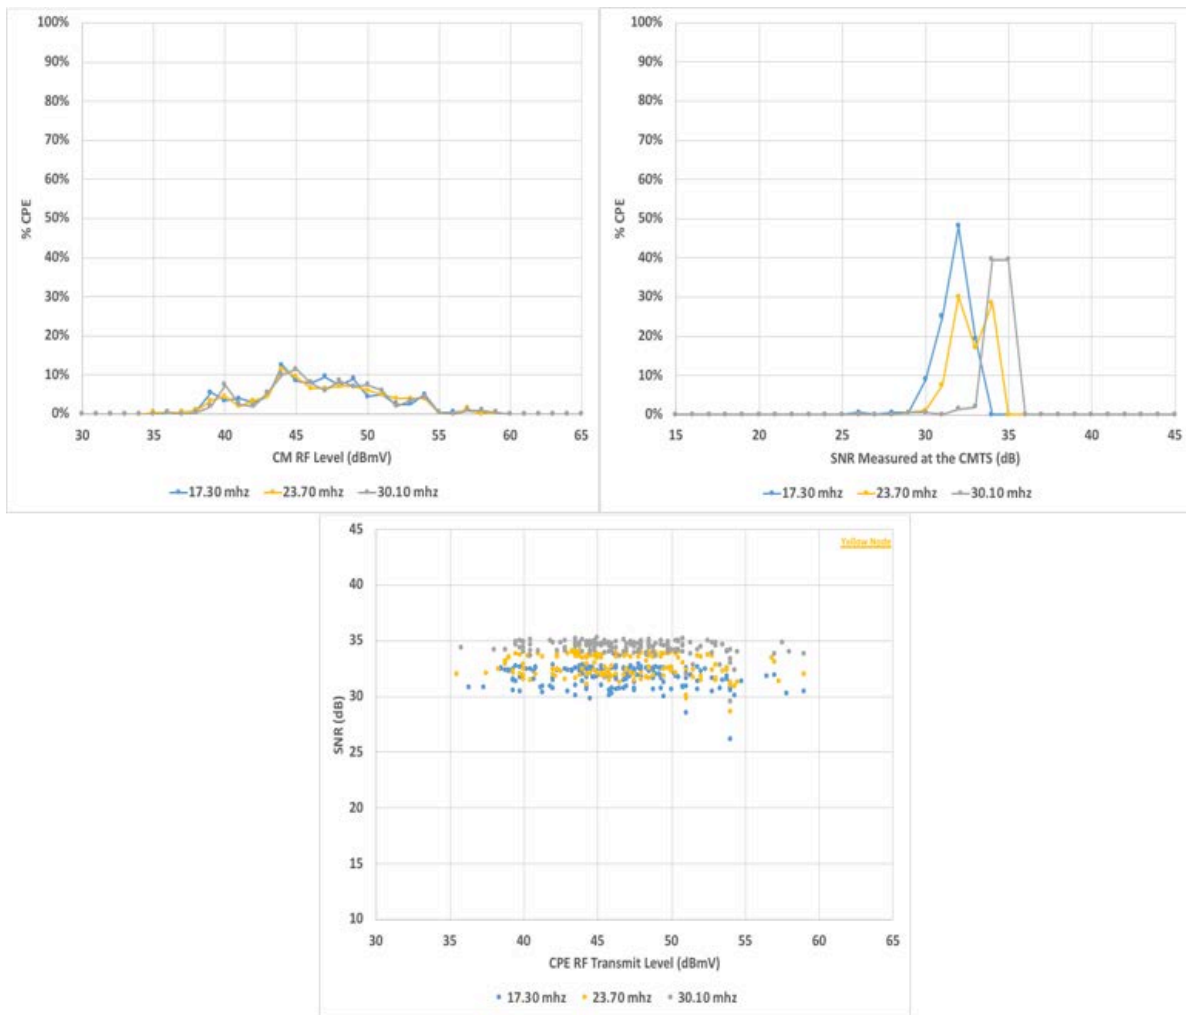 100%
90%
80%
70%
60%
50%
40%
30%
20%
10%
0%
% CPE
30 35 40 45 50 55 60 65
CM RF Level (dBmV)
17.30 mhz 23.70 mhz 30.10 mhz
100%
90%
80%
70%
60%
50%
40%
30%
20%
10%
0%
% CPE
15 20 25 30 35 40 45
SNR Measured at the CMTS (dB)
17.30 mhz 23.70 mhz 30.10 mhz
Yellow Node
45
40
35
30
25
20
15
10
SNR (dB)
30 35 40 45 50 55 60 65
CPE RF Transmit Level (dBmV)
17.30 mhz 23.70 mhz 30.10 mhz